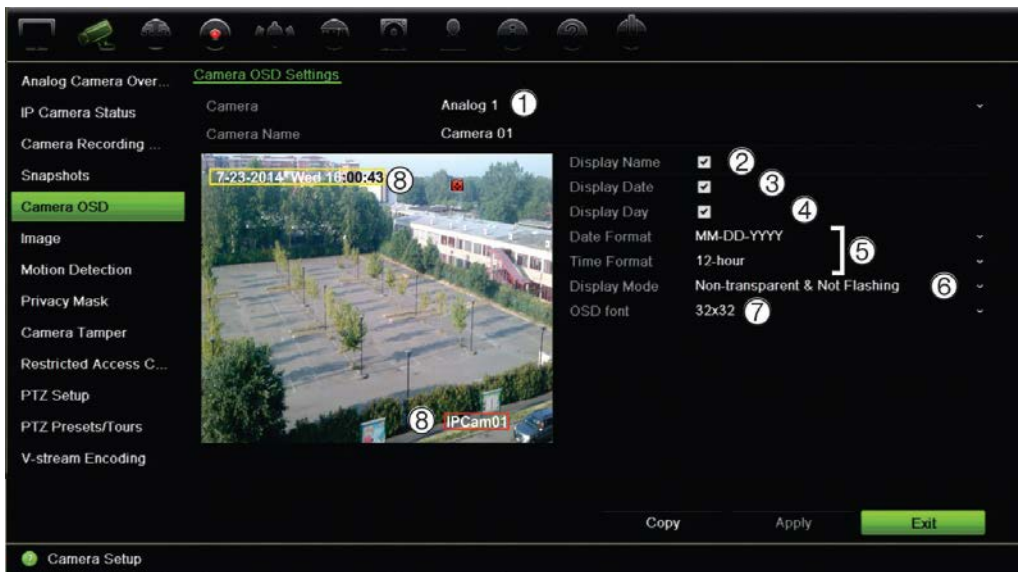 Camera OSD Settings
Analog Camera Over...
IP Camera Status
Camera Recording ...
Snapshots
Camera OSD
Image
Motion Detection
Privacy Mask
Camera Tamper
Restricted Access C...
PTZ Setup
PTZ Presets/Tours
V-stream Encoding
Camera Analog 1 ①
Camera Name Camera 01
7-23-2014 Wed 16:00:43 ⑧
⑧ IPCam01
Display Name ②
Display Date ③
Display Day ④
Date Format MM-DD-YYYY
Time Format 12-hour
⑤
Display Mode Non-transparent & Not Flashing ⑥
OSD font 32x32 ⑦
Copy Apply Exit
Camera Setup